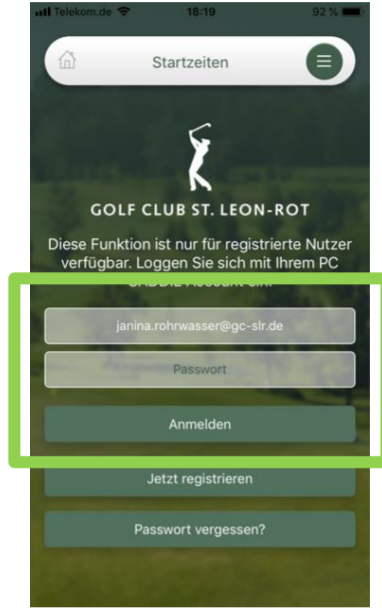 Telekom.de 18:19 92 %
Startzeiten
GOLF CLUB ST. LEON-ROT
Diese Funktion ist nur für registrierte Nutzer
verfügbar. Loggen Sie sich mit Ihrem PC
janina.rohrwasser@gc-slr.de
Passwort
Anmelden
Jetzt registrieren
Passwort vergessen?